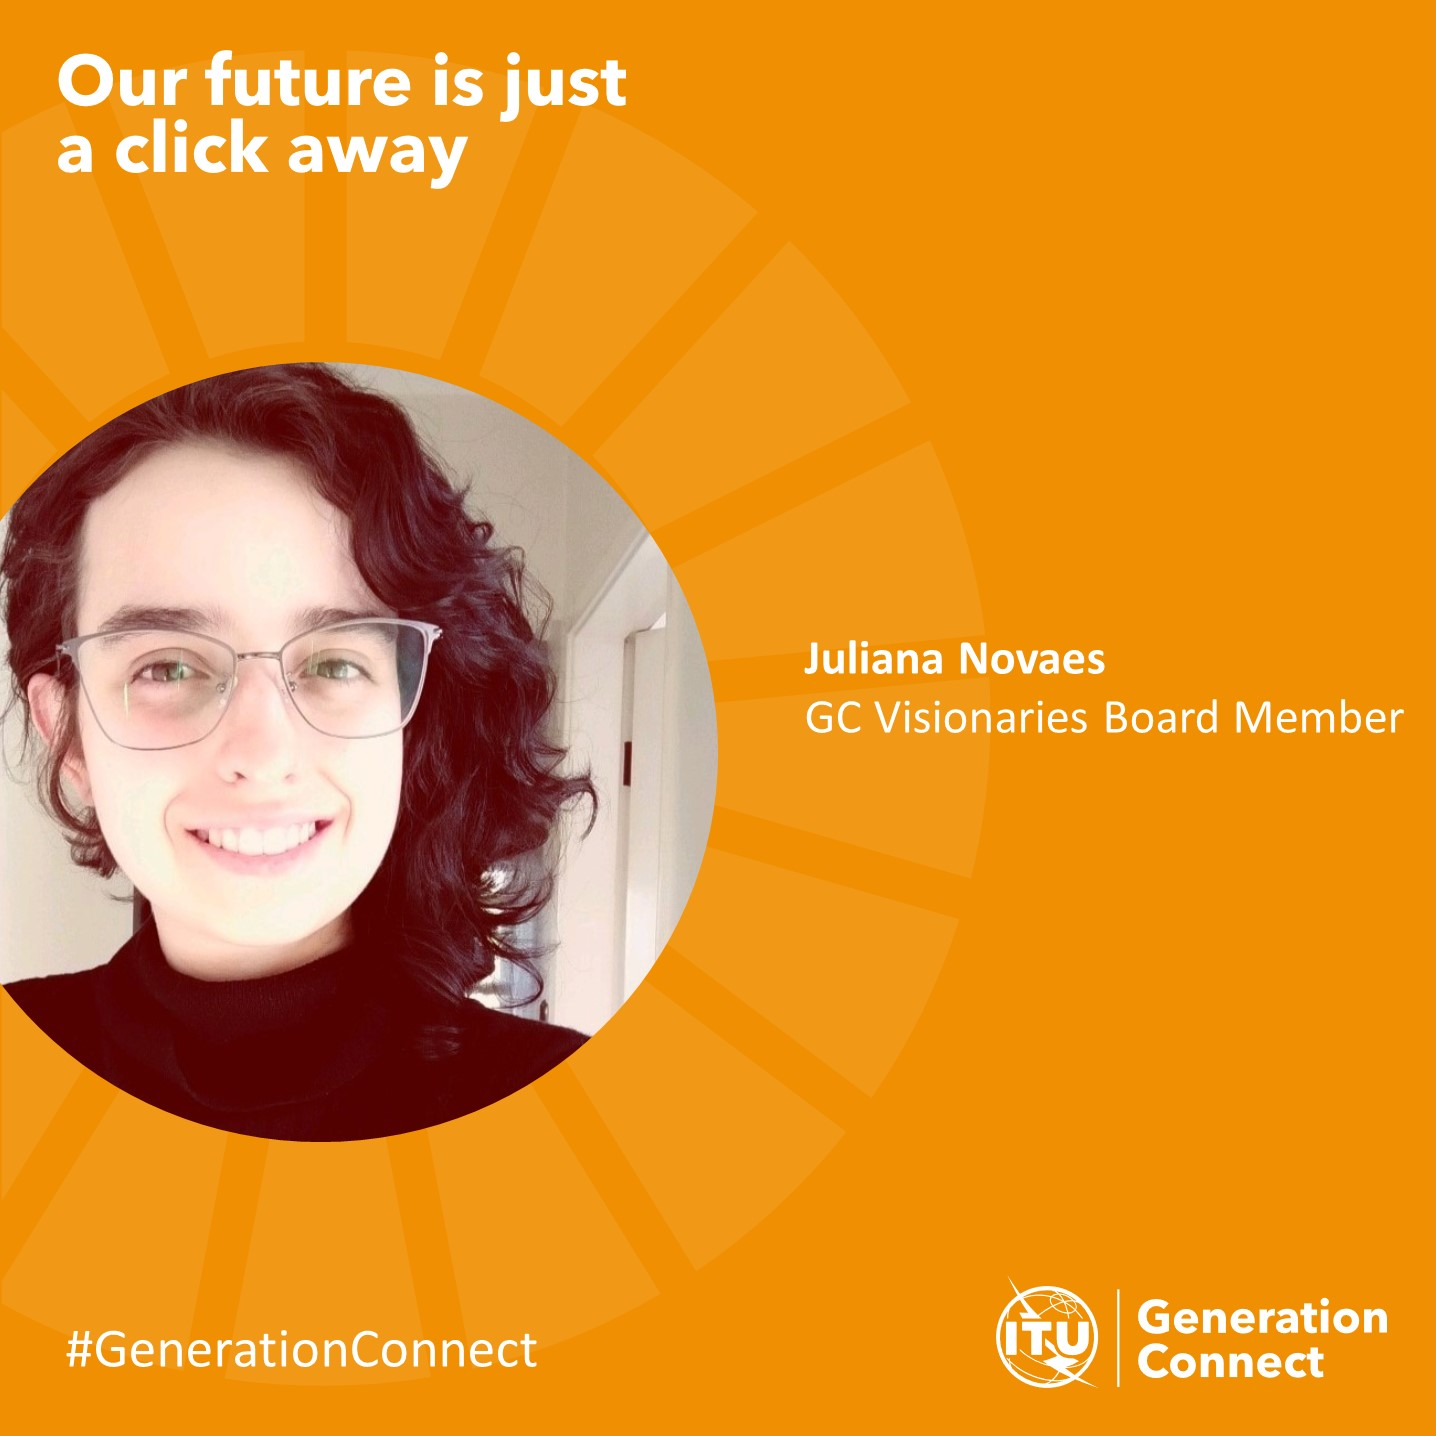 Our future is just
a click away
Juliana Novaes
GC Visionaries Board Member
#GenerationConnect
ITU
Generation
Connect